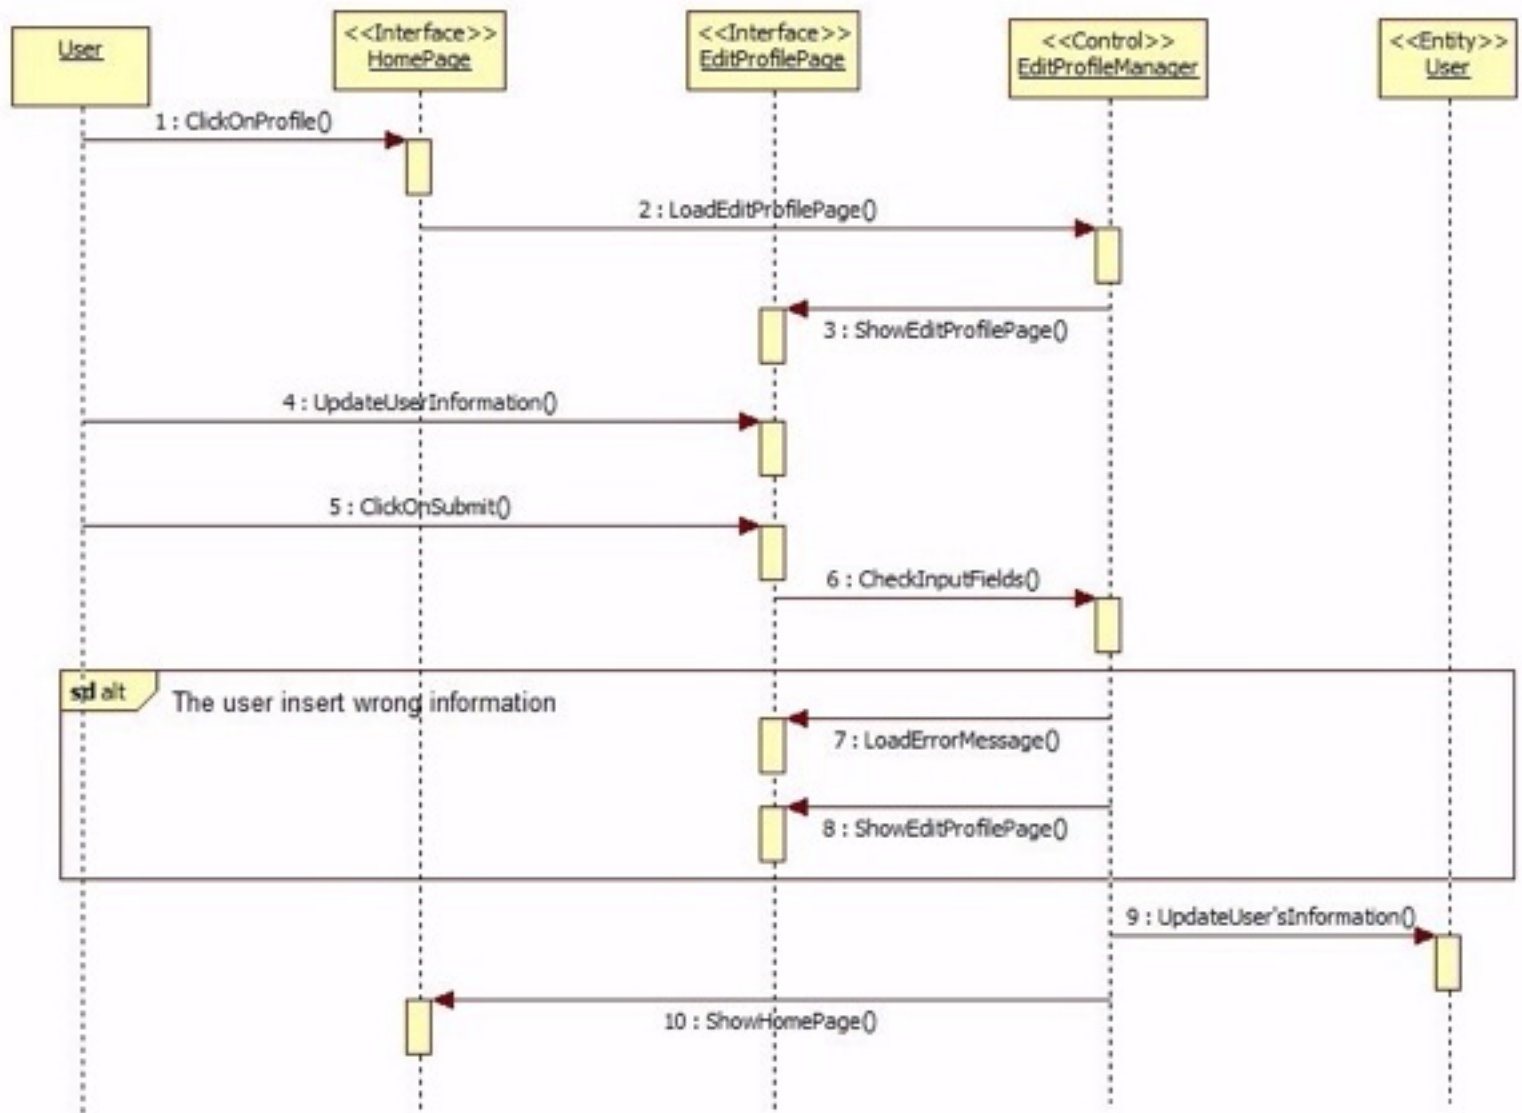 User
<<Interface>>
HomePage
<<Interface>>
EditProfilePage
<<Control>>
EditProfileManager
<<Entity>>
User
1 : ClickOnProfile()
2 : LoadEditProfilePage()
3 : ShowEditProfilePage()
4 : UpdateUserInformation()
5 : ClickOnSubmit()
6 : CheckInputFields()
sd alt
The user insert wrong information
7 : LoadErrorMessage()
8 : ShowEditProfilePage()
9 : UpdateUser'sInformation()
10 : ShowHomePage()